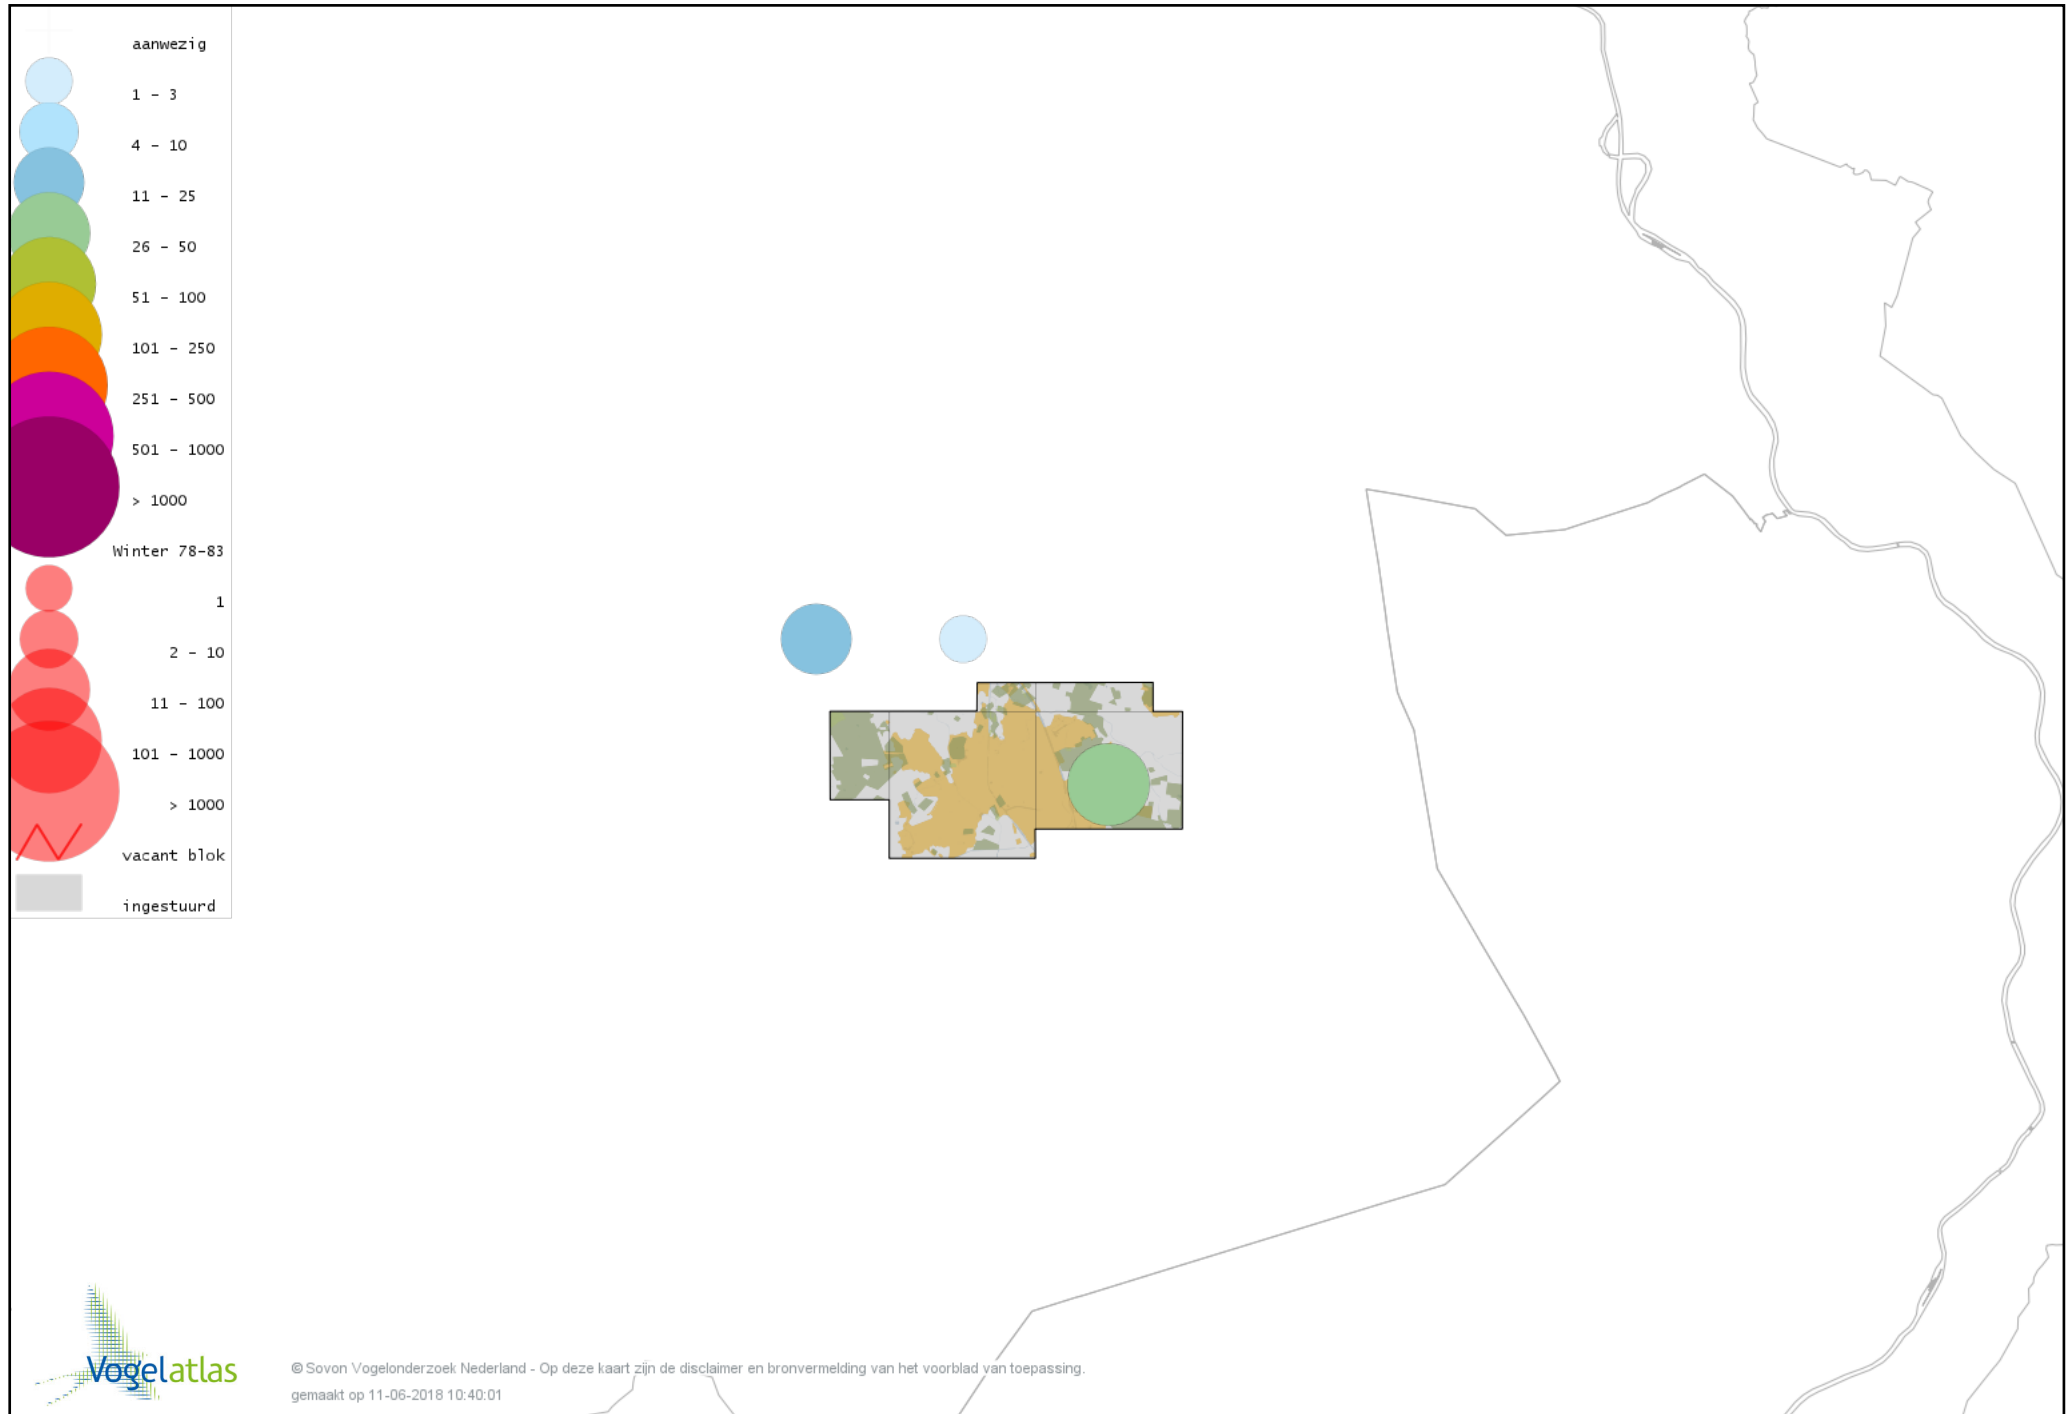 aanwezig
1 - 3
4 - 10
11 - 25
26 - 50
51 - 100
101 - 250
251 - 500
501 - 1000
> 1000
Winter 78-83
1
2 - 10
11 - 100
101 - 1000
> 1000
vacant blok
ingestuurd
Vogelatlas
© Sovon Vogelonderzoek Nederland - Op deze kaart zijn de disclaimer en bronvermelding van het voorblad van toepassing.
gemaakt op 11-06-2018 10:40:01